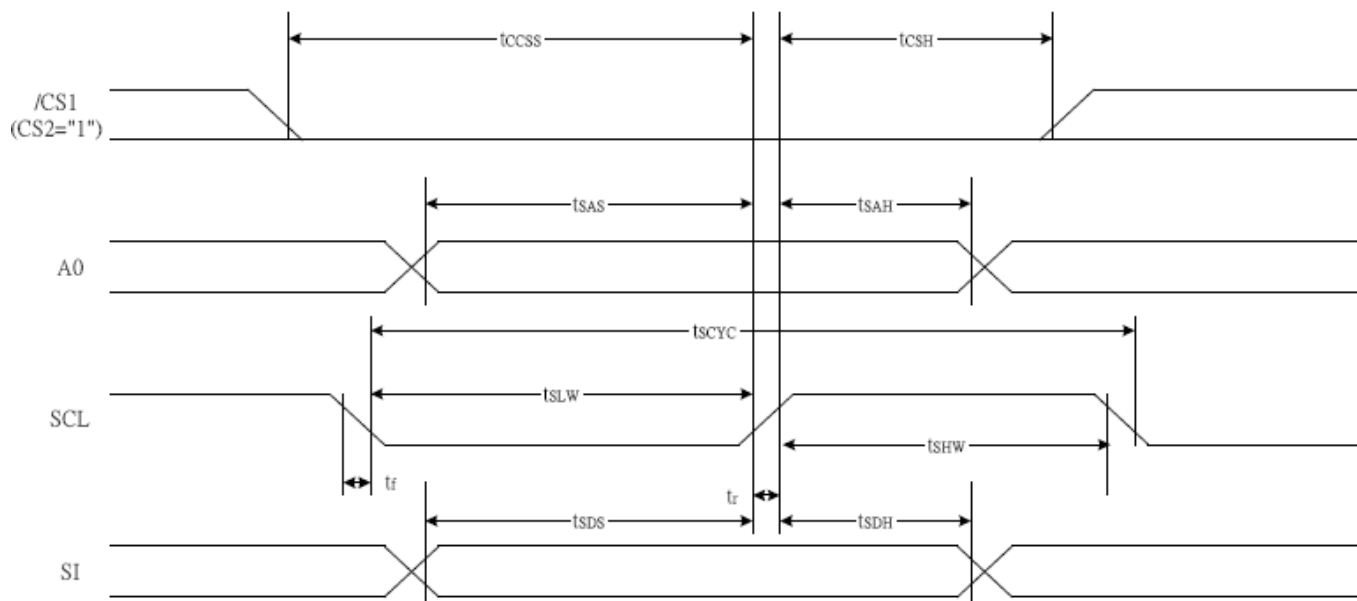 tCCSS
tCSH
/CS1
(CS2="1")
tSAS
tSAH
A0
tSCYC
tSLW
SCL
tSHW
tf
tr
tSDS
tSDH
SI